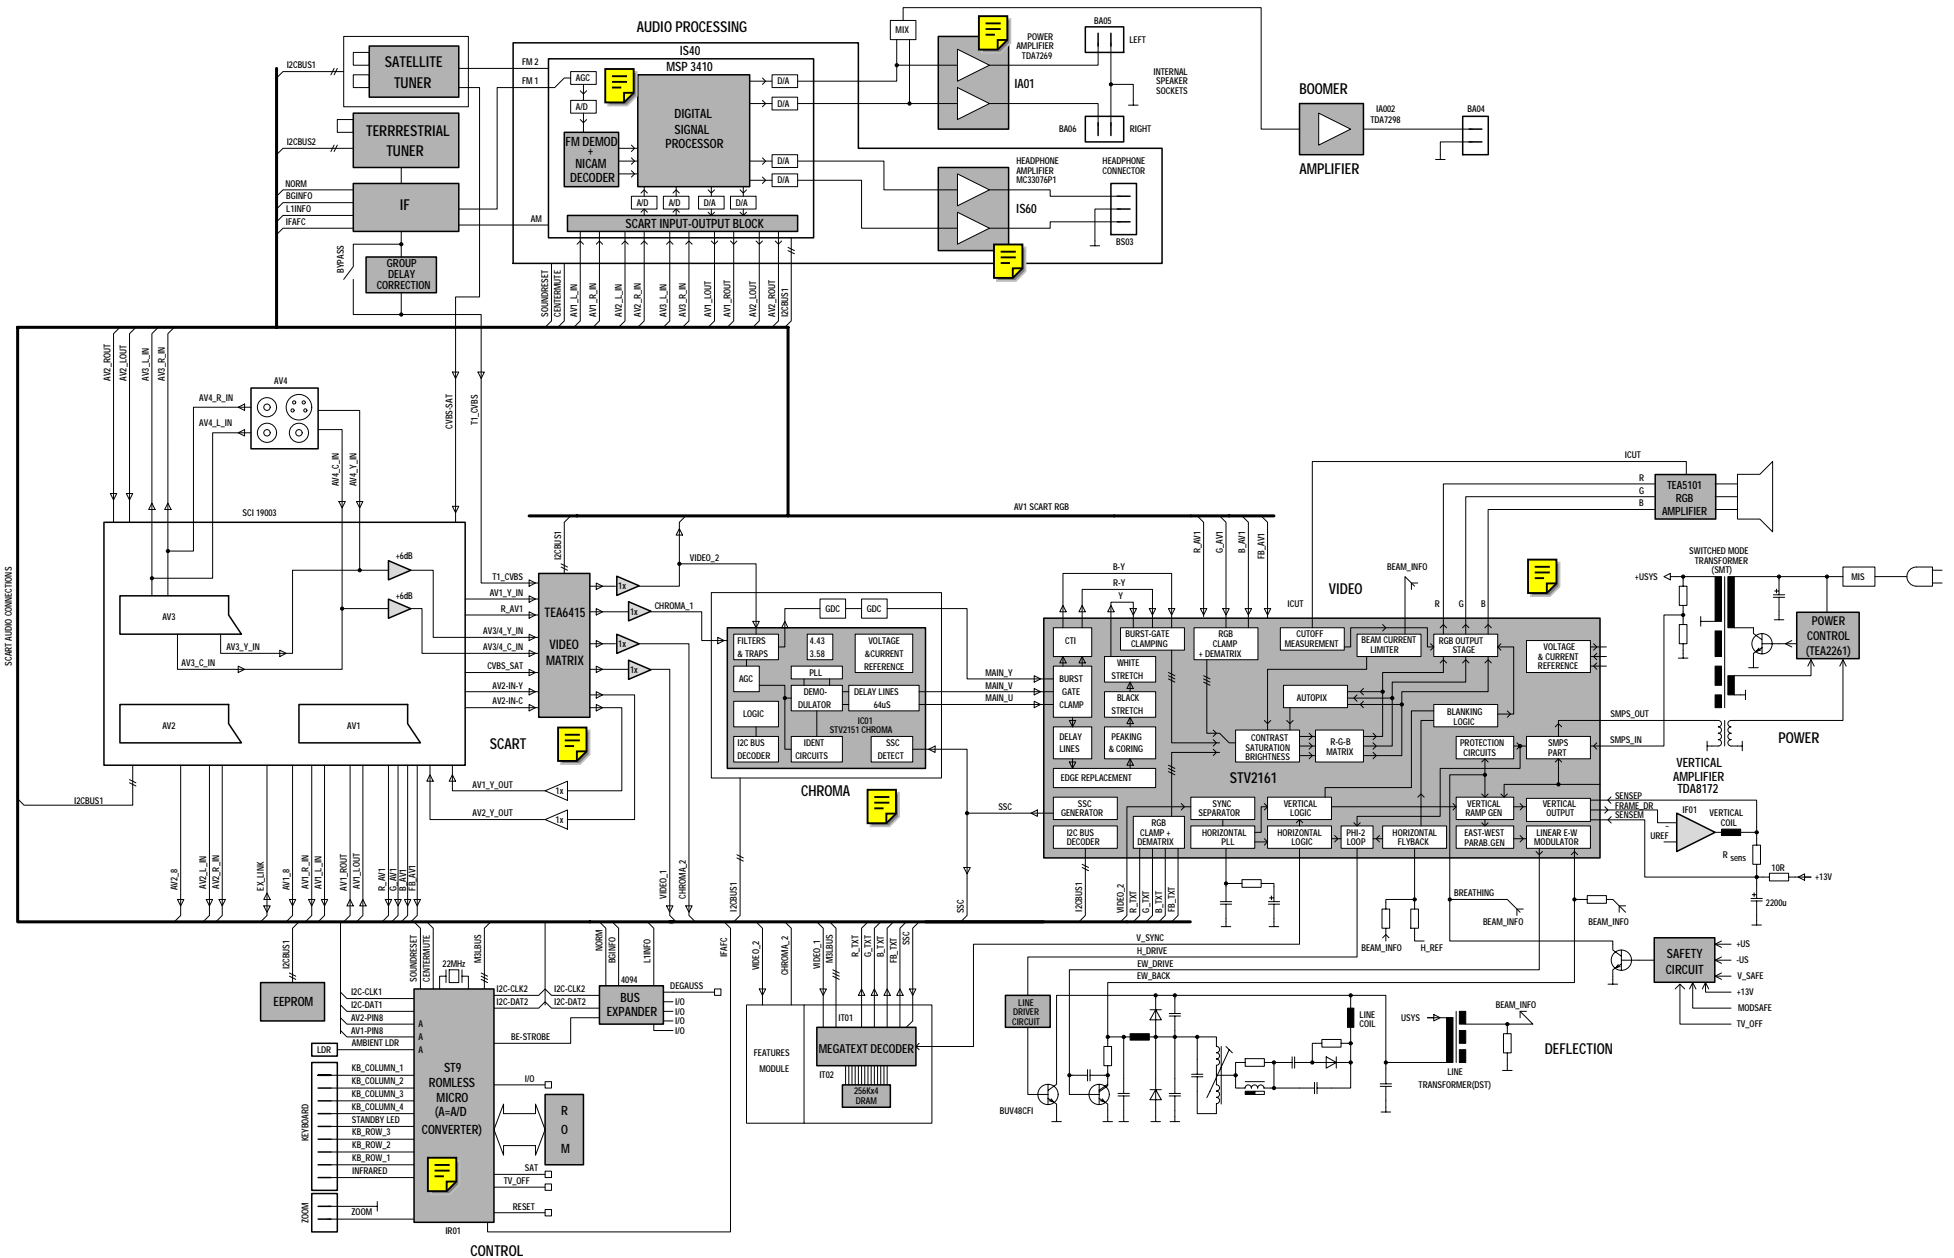 AUDIO PROCESSING
IS40
MSP 3410
I2CBUS1
SATELLITE
TUNER
FM 2
FM 1
AGC
A/D
FM DEMOD
+
NICAM
DECODER
DIGITAL
SIGNAL
PROCESSOR
D/A
D/A
D/A
D/A
A/D
A/D
D/A
D/A
SCART INPUT-OUTPUT BLOCK
I2CBUS2
TERRRESTRIAL
TUNER
NORM
BGINFO
L1INFO
IFAFC
IF
AM
BYPASS
GROUP
DELAY
CORRECTION
MIX
POWER
AMPLIFIER
TDA7269
IA01
BA05
LEFT
INTERNAL
SPEAKER
SOCKETS
BA06
RIGHT
HEADPHONE
AMPLIFIER
MC33076P1
IS60
HEADPHONE
CONNECTOR
BS03
BOOMER
IA002
TDA7298
BA04
AMPLIFIER
SOUNDRESET
CENTERMUTE
AV1_L_IN
AV1_R_IN
AV2_L_IN
AV2_R_IN
AV3_L_IN
AV3_R_IN
AV1_LOUT
AV1_ROUT
AV2_LOUT
AV2_ROUT
I2CBUS1
SCART AUDIO CONNECTIONS
AV2_ROUT
AV2_LOUT
AV3_L_IN
AV3_R_IN
AV4
AV4_R_IN
AV4_L_IN
AV4_C_IN
AV4_Y_IN
CVBS-SAT
T1_CVBS
SCI 19003
+6dB
+6dB
AV3
AV3_Y_IN
AV3_C_IN
AV2
AV1
SCART
I2CBUS1
T1_CVBS
AV1_Y_IN
R_AV1
AV3/4_Y_IN
AV3/4_C_IN
CVBS_SAT
AV2-IN-Y
AV2-IN-C
I2CBUS1
TEA6415
VIDEO
MATRIX
1x
1x
1x
1x
1x
1x
AV1_Y_OUT
AV2_Y_OUT
VIDEO_2
CHROMA_1
AV1 SCART RGB
GDC
GDC
FILTERS
& TRAPS
4.43
3.58
VOLTAGE
&CURRENT
REFERENCE
AGC
PLL
DEMO-
DULATOR
DELAY LINES
64uS
LOGIC
IC01
STV2151 CHROMA
I2C BUS
DECODER
IDENT
CIRCUITS
SSC
DETECT
CHROMA
MAIN_Y
MAIN_V
MAIN_U
SSC
B-Y
R-Y
Y
R_AV1
G_AV1
B_AV1
FB_AV1
VIDEO
ICUT
BEAM_INFO
R
G
B
CTI
BURST-GATE
CLAMPING
RGB
CLAMP
+ DEMATRIX
CUTOFF
MEASUREMENT
BEAM CURRENT
LIMITER
RGB OUTPUT
STAGE
VOLTAGE
& CURRENT
REFERENCE
BURST
GATE
CLAMP
WHITE
STRETCH
BLACK
STRETCH
AUTOPIX
BLANKING
LOGIC
DELAY
LINES
PEAKING
& CORING
CONTRAST
SATURATION
BRIGHTNESS
R-G-B
MATRIX
PROTECTION
CIRCUITS
SMPS
PART
EDGE REPLACEMENT
STV2161
SSC
GENERATOR
SYNC
SEPARATOR
VERTICAL
LOGIC
VERTICAL
RAMP GEN
VERTICAL
OUTPUT
I2C BUS
DECODER
RGB
CLAMP +
DEMATRIX
HORIZONTAL
PLL
HORIZONTAL
LOGIC
PHI-2
LOOP
HORIZONTAL
FLYBACK
EAST-WEST
PARAB.GEN
LINEAR E-W
MODULATOR
ICUT
R
G
B
TEA5101
RGB
AMPLIFIER
SWITCHED MODE
TRANSFORMER
(SMT)
+USYS
MIS
POWER
CONTROL
(TEA2261)
SMPS_OUT
SMPS_IN
POWER
VERTICAL
AMPLIFIER
TDA8172
SENSEP
FRAME_DR
SENSEM
IF01
UREF
VERTICAL
COIL
R sens
10R
+13V
2200u
AV2_8
AV2_L_IN
AV2_R_IN
EX_LINK
AV1_8
AV1_R_IN
AV1_L_IN
AV1_ROUT
AV1_LOUT
R_AV1
G_AV1
B_AV1
FB_AV1
VIDEO_1
CHROMA_2
I2CBUS1
SSC
I2CBUS1
VIDEO_2
R_TXT
G_TXT
B_TXT
FB_TXT
BREATHING
BEAM_INFO
BEAM_INFO
BEAM_INFO
H_REF
V_SYNC
H_DRIVE
EW_DRIVE
EW_BACK
SAFETY
CIRCUIT
+US
-US
V_SAFE
+13V
MODSAFE
TV_OFF
I2CBUS1
EEPROM
SOUNDRESET
CENTERMUTE
22MHz
M3LBUS
NORM
BGINFO
L1INFO
IFAFC
I2C-CLK1
I2C-DAT1
AV2-PIN8
AV1-PIN8
LDR
AMBIENT LDR
A
A
A
I2C-CLK2
I2C-DAT2
I2C-CLK2
I2C-DAT2
BE-STROBE
4094
BUS
EXPANDER
DEGAUSS
I/O
I/O
I/O
KEYBOARD
KB_COLUMN_1
KB_COLUMN_2
KB_COLUMN_3
KB_COLUMN_4
STANDBY LED
KB_ROW_3
KB_ROW_2
KB_ROW_1
INFRARED
ZOOM
ZOOM
ST9
ROMLESS
MICRO
(A=A/D
CONVERTER)
IR01
I/O
R
O
M
SAT
TV_OFF
RESET
CONTROL
VIDEO_2
CHROMA_2
VIDEO_1
M3LBUS
R_TXT
G_TXT
B_TXT
FB_TXT
SSC
FEATURES
MODULE
IT01
MEGATEXT DECODER
IT02
256Kx4
DRAM
LINE
DRIVER
CIRCUIT
BUV48CFI
LINE
COIL
USYS
BEAM_INFO
LINE
TRANSFORMER(DST)
DEFLECTION